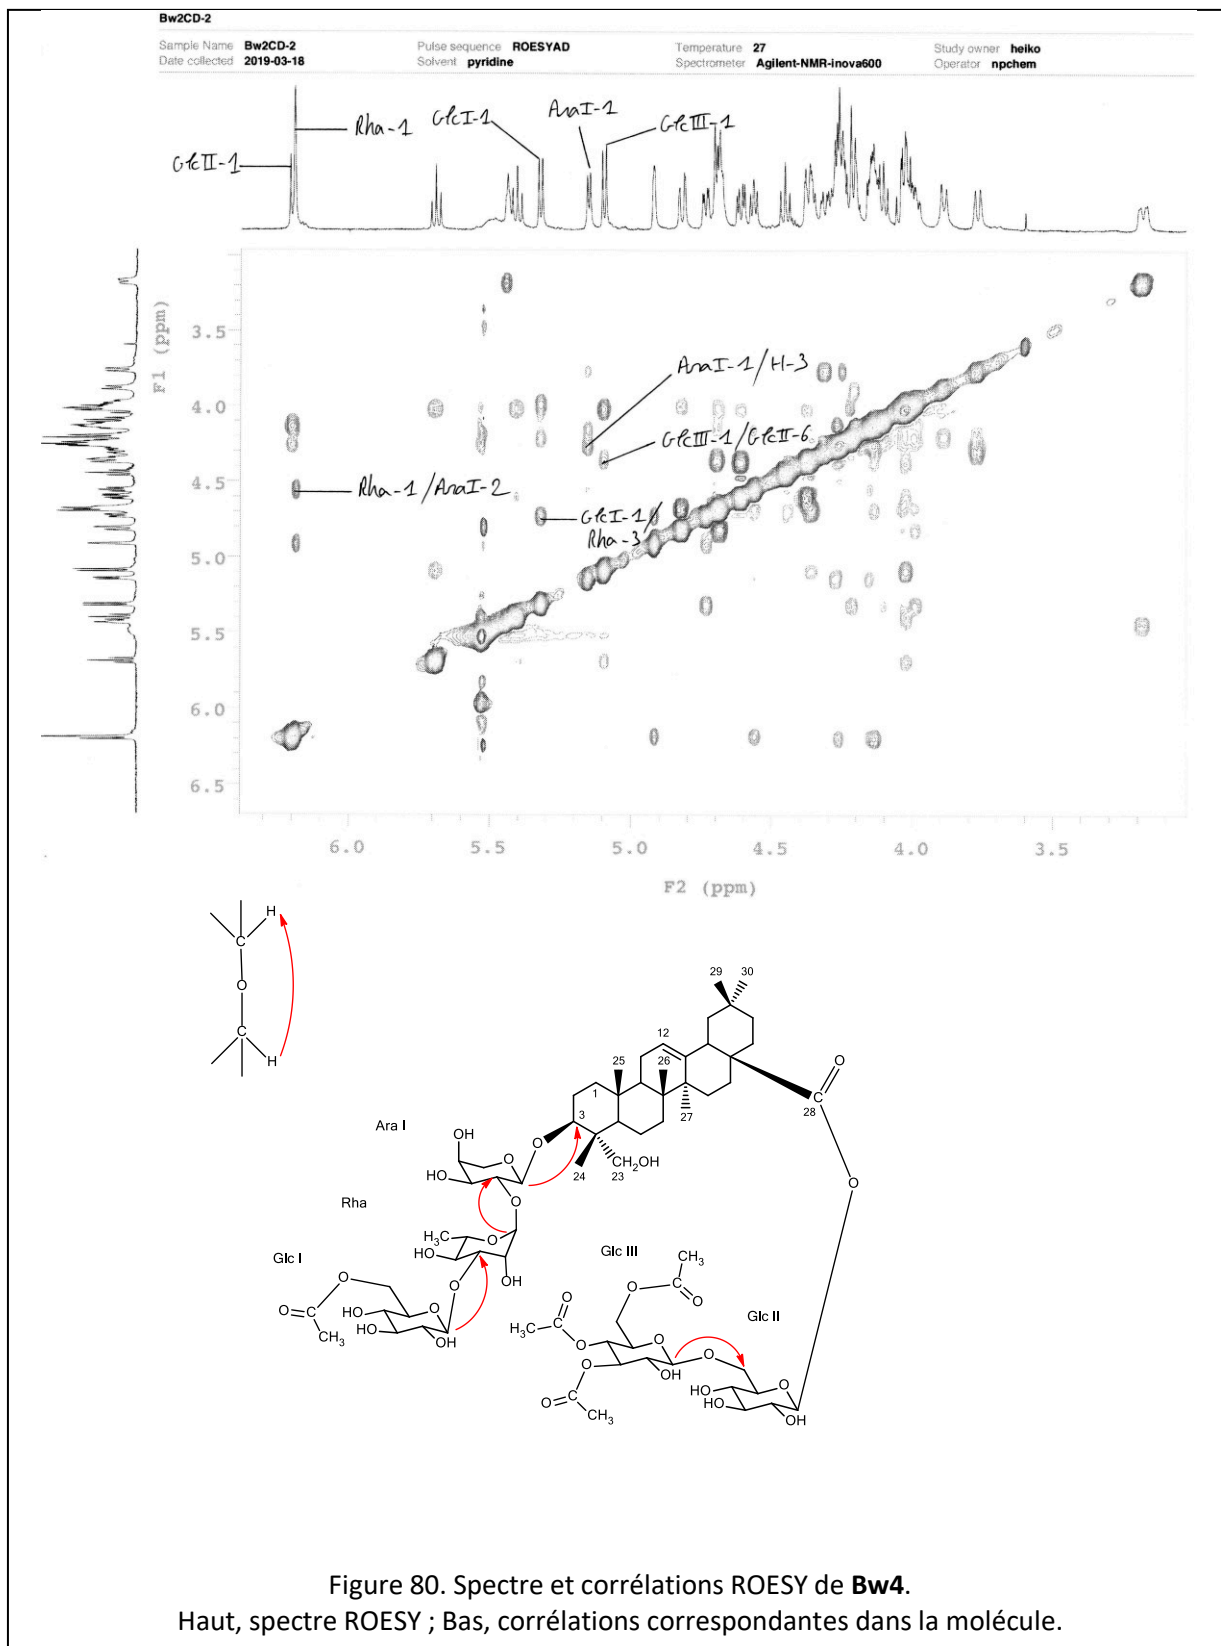 Bw2CD-2
Sample Name Bw2CD-2 Pulse sequence ROESYAD Temperature 27 Study owner heiko
Date collected 2019-03-18 Solvent pyridine Spectrometer Agilent-NMR-inova600 Operator npchem
GlcII-1
Rha-1
GlcI-1
AraI-1
GlcIII-1
F1 (ppm)
3.5
4.0
4.5
5.0
5.5
6.0
6.5
AraI-1/H-3
GlcIII-1/GlcII-6
Rha-1/AraI-2
GlcI-1/
Rha-3
6.0 5.5 5.0 4.5 4.0 3.5
F2 (ppm)
H
C
O
C
H
29 30
12
25 26
O
C
28
1
3
27
O
Ara I
OH
O
O
HO
24
CH2OH
23
O
Rha
H3C
O
HO
OH
O
Glc I
O
O
C
CH3
HO
HO
O
OH
Glc III
CH3
O
C
O
Glc II
O
C
CH3
O
O
OH
O
O
C
O
CH3
HO
HO
O
OH
Figure 80. Spectre et corrélations ROESY de Bw4.
Haut, spectre ROESY ; Bas, corrélations correspondantes dans la molécule.